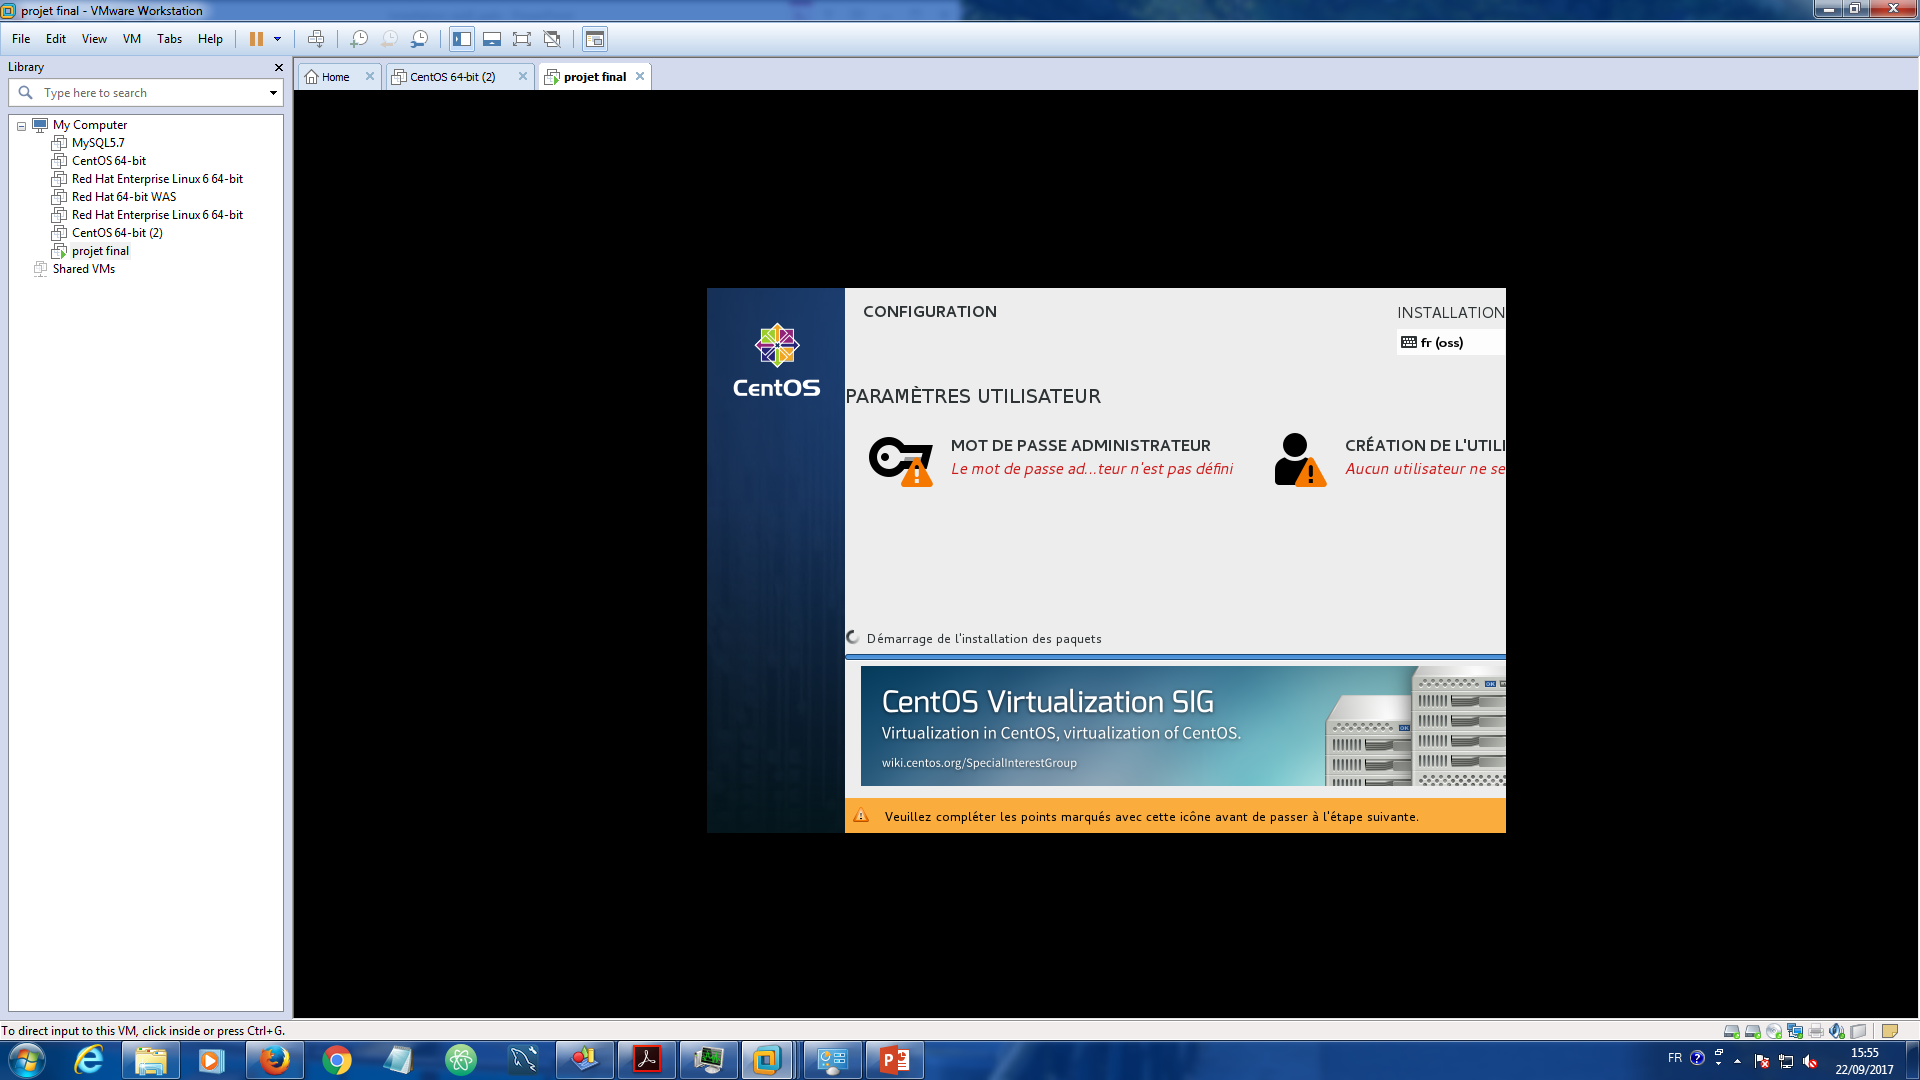 projet final - VMware Workstation
File Edit View VM Tabs Help
Library
Type here to search
My Computer
MySQL5.7
CentOS 64-bit
Red Hat Enterprise Linux 6 64-bit
Red Hat 64-bit WAS
Red Hat Enterprise Linux 6 64-bit
CentOS 64-bit (2)
projet final
Shared VMs
Home
CentOS 64-bit (2)
projet final
CentOS
CONFIGURATION
INSTALLATION
fr (oss)
PARAMÈTRES UTILISATEUR
MOT DE PASSE ADMINISTRATEUR
Le mot de passe ad...teur n'est pas défini
CRÉATION DE L'UTILI
Aucun utilisateur ne se
Démarrage de l'installation des paquets
CentOS Virtualization SIG
Virtualization in CentOS, virtualization of CentOS.
wiki.centos.org/SpecialInterestGroup
Veuillez compléter les points marqués avec cette icône avant de passer à l'étape suivante.
To direct input to this VM, click inside or press Ctrl+G.
FR
15:55
22/09/2017